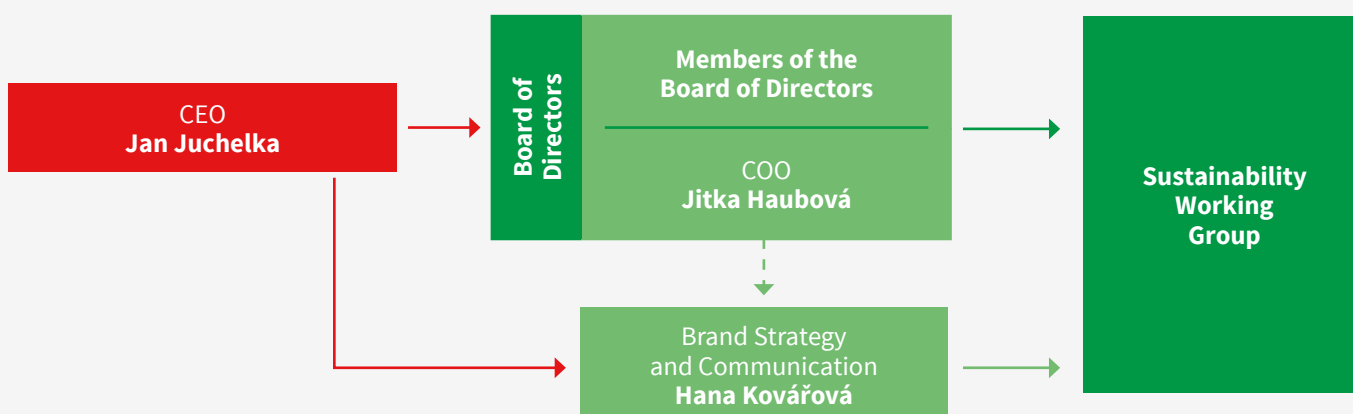 CEO
Jan Juchelka
Board of
Directors
Members of the
Board of Directors
COO
Jitka Haubová
Sustainability
Working
Group
Brand Strategy
and Communication
Hana Kovářová